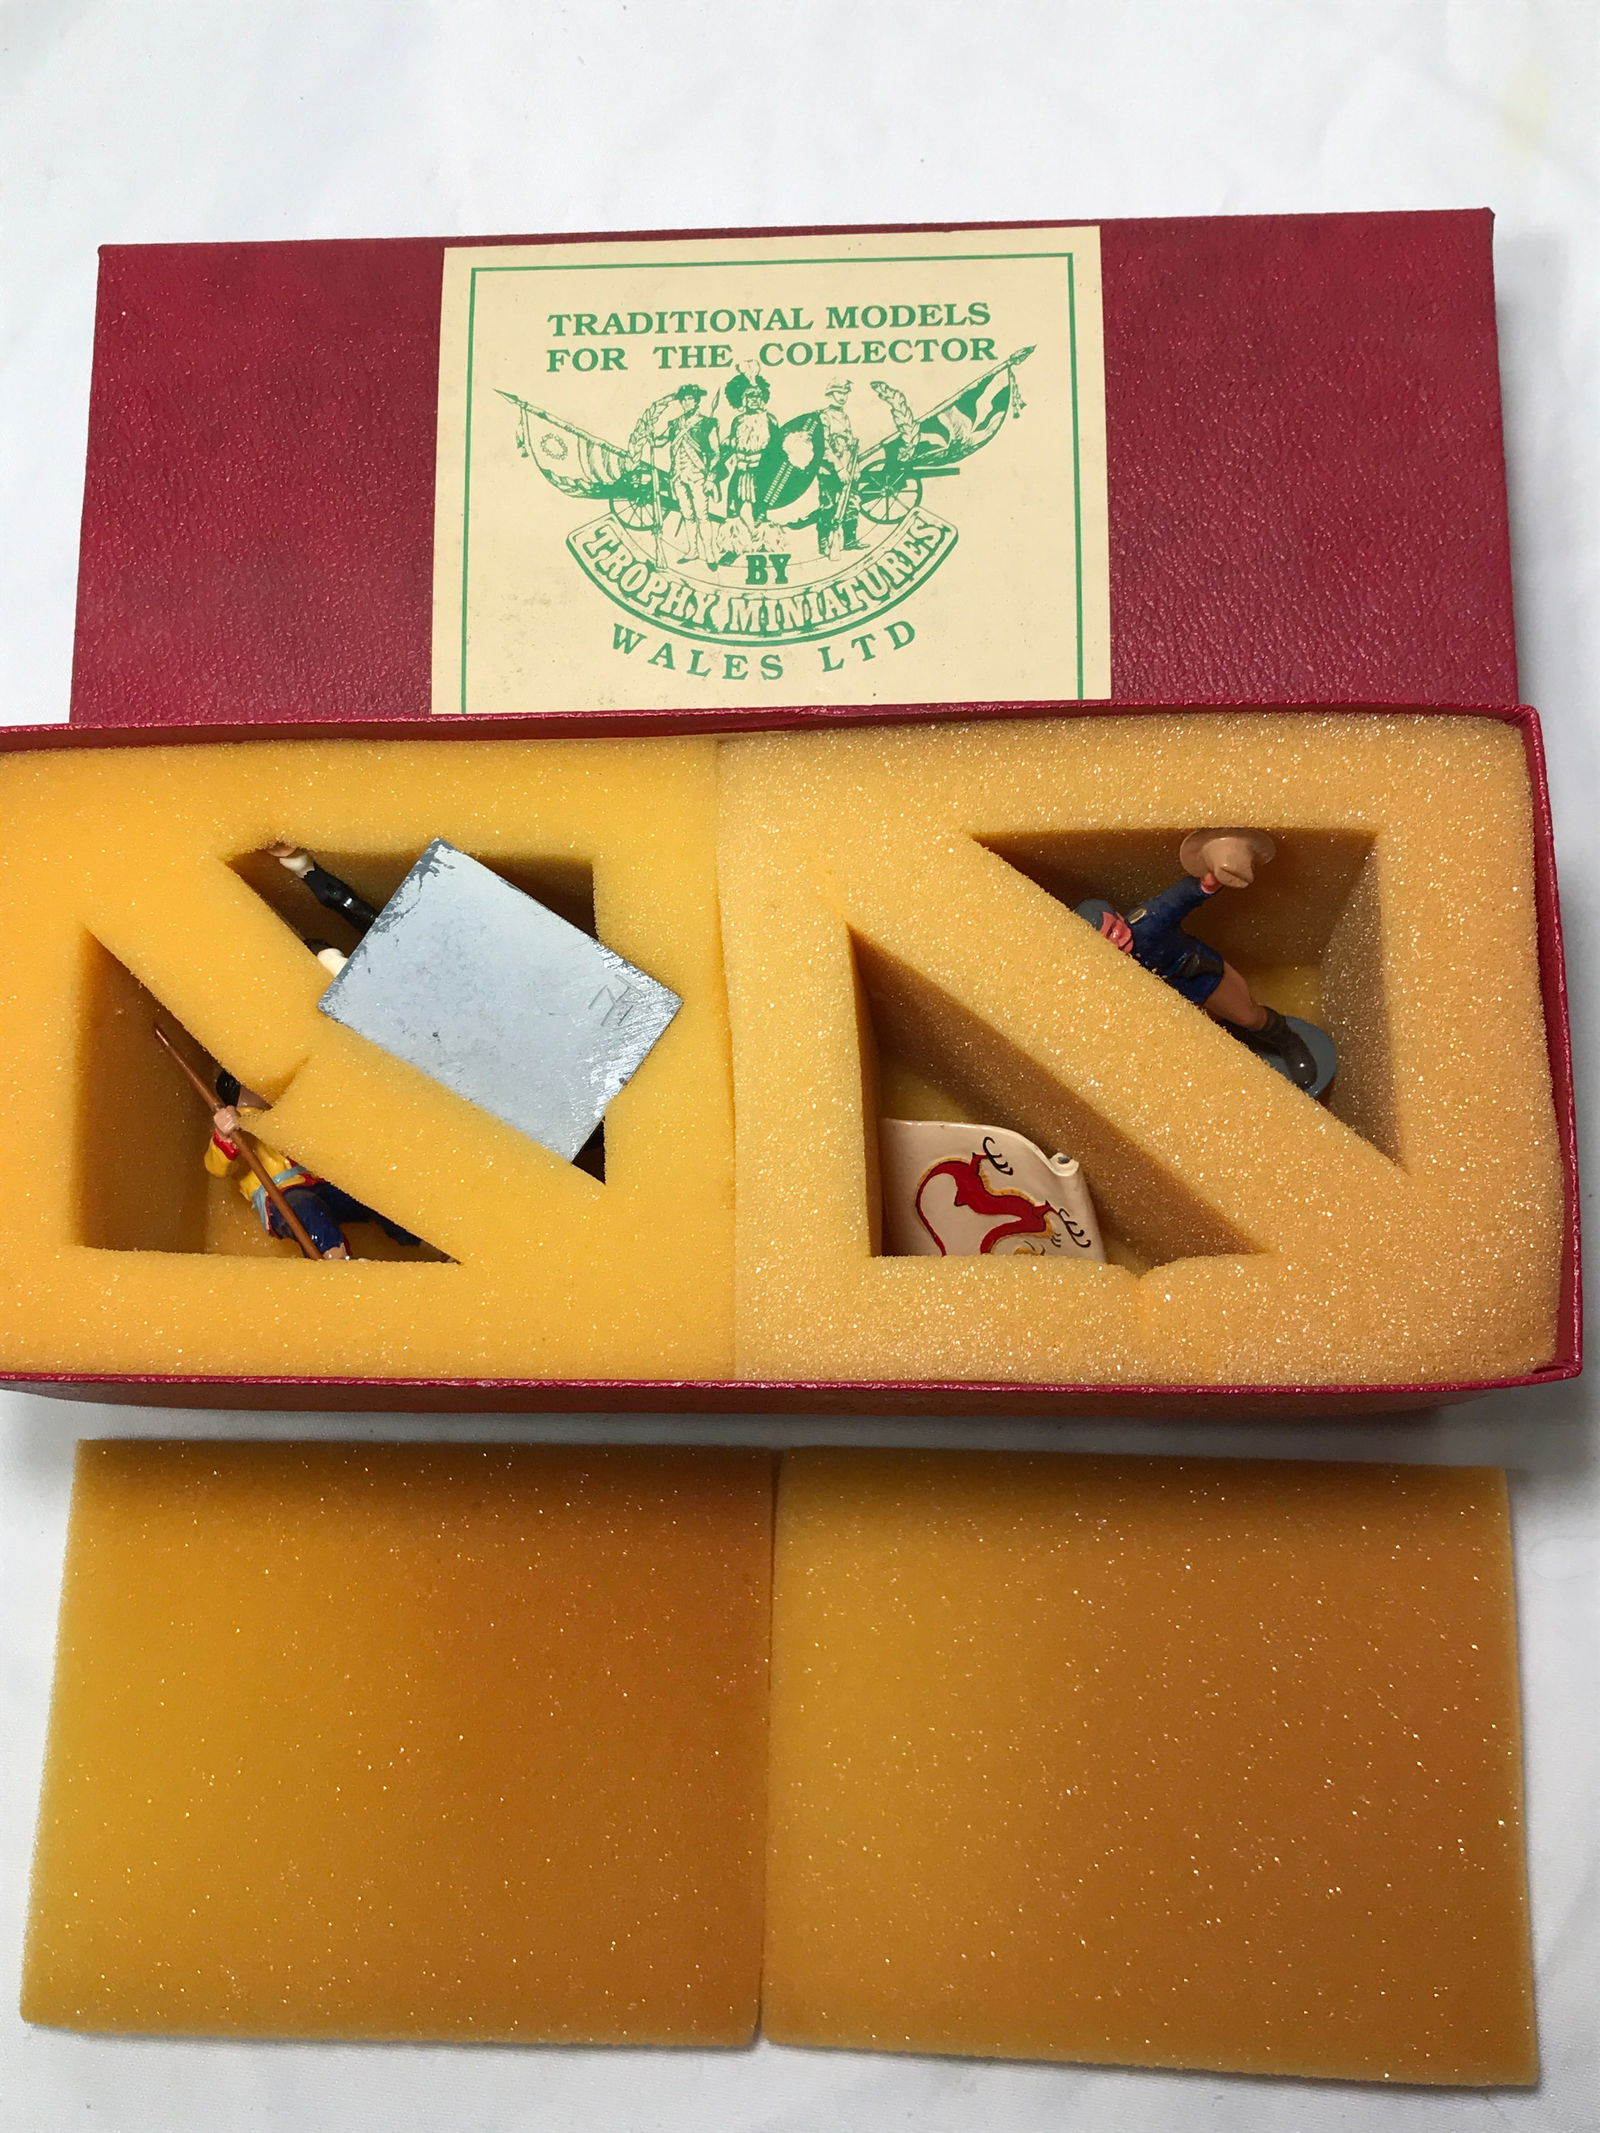 TRADITIONAL MODELS
FOR THE COLLECTOR
BY
TROPHY MINIATURES
WALES LTD